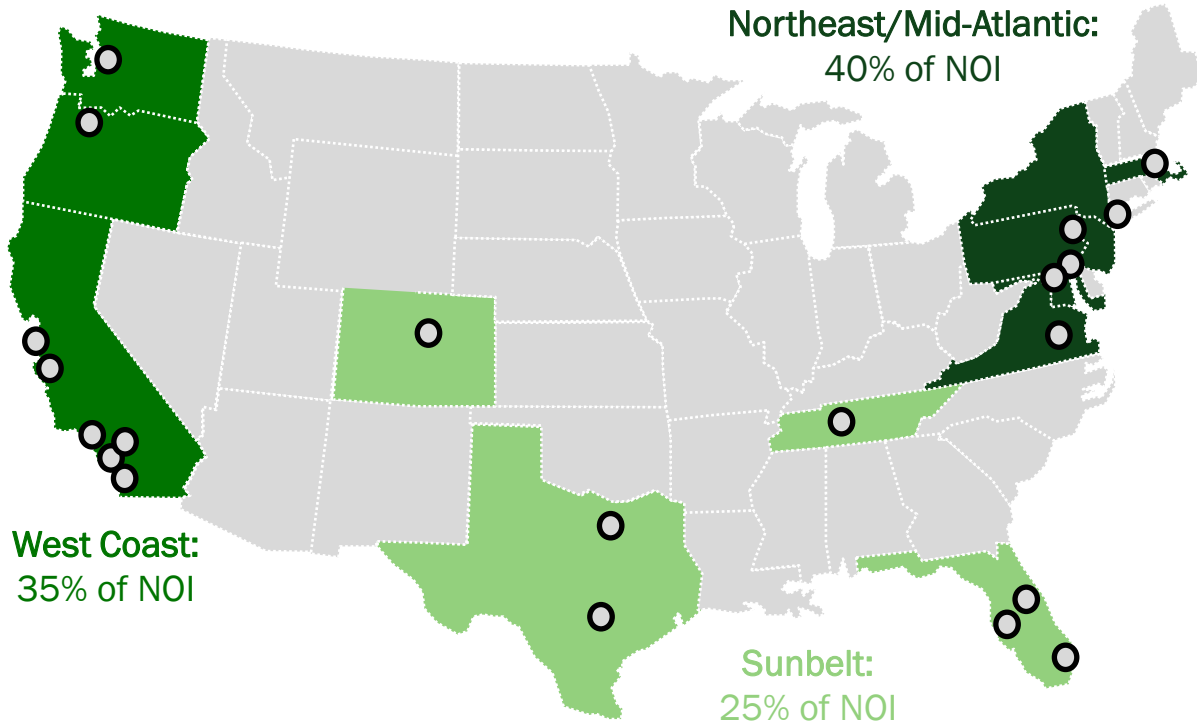 Northeast/Mid-Atlantic:
40% of NOI
West Coast:
35% of NOI
Sunbelt:
25% of NOI